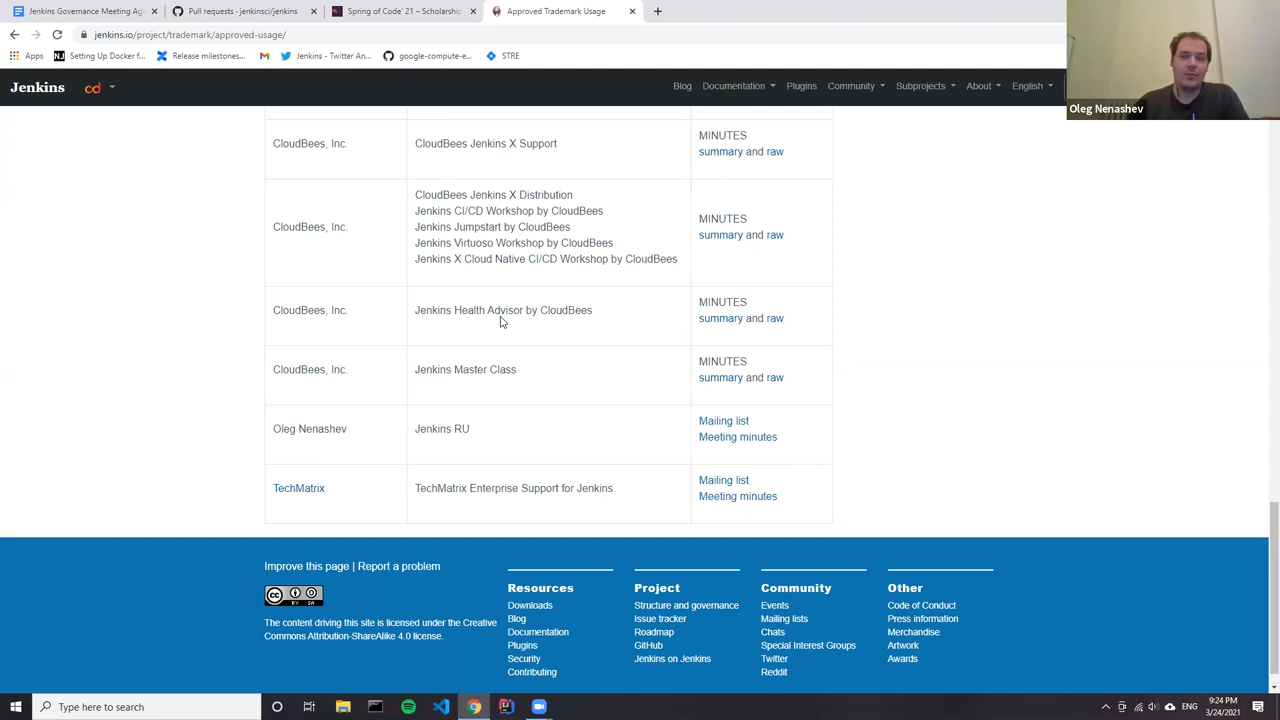 Jenkins Governance Meeting Age
Pull requests · jenkinsci/jenkins
Spring of Code' 21 – Scholarship
Approved Trademark Usage
jenkins.io/project/trademark/approved-usage/
Apps
Setting Up Docker f...
Release milestones...
Jenkins - Twitter An...
google-compute-e...
STRE
Jenkins
cd
Blog
Documentation
Plugins
Community
Subprojects
About
English
Oleg Nenashev
CloudBees, Inc.
CloudBees Jenkins X Support
MINUTES
summary and raw
CloudBees, Inc.
CloudBees Jenkins X Distribution
Jenkins CI/CD Workshop by CloudBees
Jenkins Jumpstart by CloudBees
Jenkins Virtuoso Workshop by CloudBees
Jenkins X Cloud Native CI/CD Workshop by CloudBees
MINUTES
summary and raw
CloudBees, Inc.
Jenkins Health Advisor by CloudBees
MINUTES
summary and raw
CloudBees, Inc.
Jenkins Master Class
MINUTES
summary and raw
Oleg Nenashev
Jenkins RU
Mailing list
Meeting minutes
TechMatrix
TechMatrix Enterprise Support for Jenkins
Mailing list
Meeting minutes
Improve this page | Report a problem
CC BY SA
The content driving this site is licensed under the Creative
Commons Attribution-ShareAlike 4.0 license.
Resources
Downloads
Blog
Documentation
Plugins
Security
Contributing
Project
Structure and governance
Issue tracker
Roadmap
GitHub
Jenkins on Jenkins
Community
Events
Mailing lists
Chats
Special Interest Groups
Twitter
Reddit
Other
Code of Conduct
Press information
Merchandise
Artwork
Awards
Type here to search
ENG
9:24 PM
3/24/2021